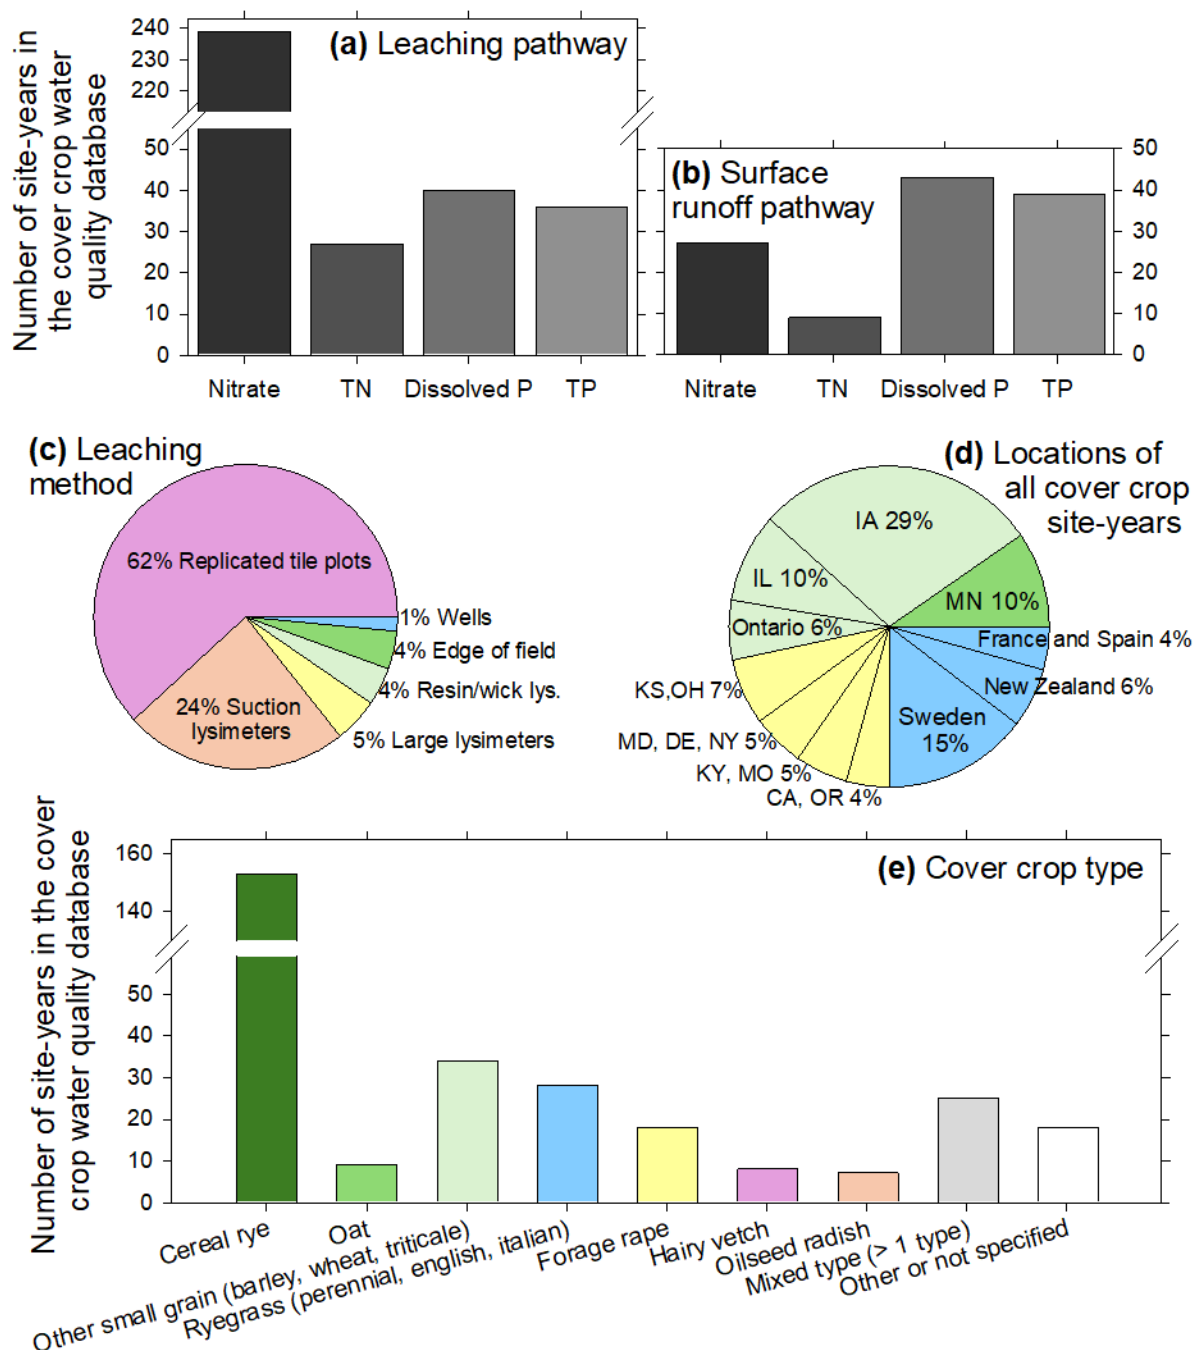 Number of site-years in
the cover crop water
quality database
240
230
220
50
40
30
20
10
0
(a) Leaching pathway
Nitrate
TN
Dissolved P
TP
(b) Surface
runoff pathway
50
40
30
20
10
0
Nitrate
TN
Dissolved P
TP
(c) Leaching
method
62% Replicated tile plots
1% Wells
4% Edge of field
4% Resin/wick lys.
5% Large lysimeters
24% Suction
lysimeters
(d) Locations of
all cover crop
site-years
IA 29%
MN 10%
IL 10%
Ontario 6%
France and Spain 4%
New Zealand 6%
Sweden
15%
KS,OH 7%
MD, DE, NY 5%
KY, MO 5%
CA, OR 4%
Number of site-years in the cover
crop water quality database
160
140
50
40
30
20
10
0
(e) Cover crop type
Cereal rye
Oat
Other small grain (barley, wheat, triticale)
Ryegrass (perennial, english, italian)
Forage rape
Hairy vetch
Oilseed radish
Mixed type (> 1 type)
Other or not specified